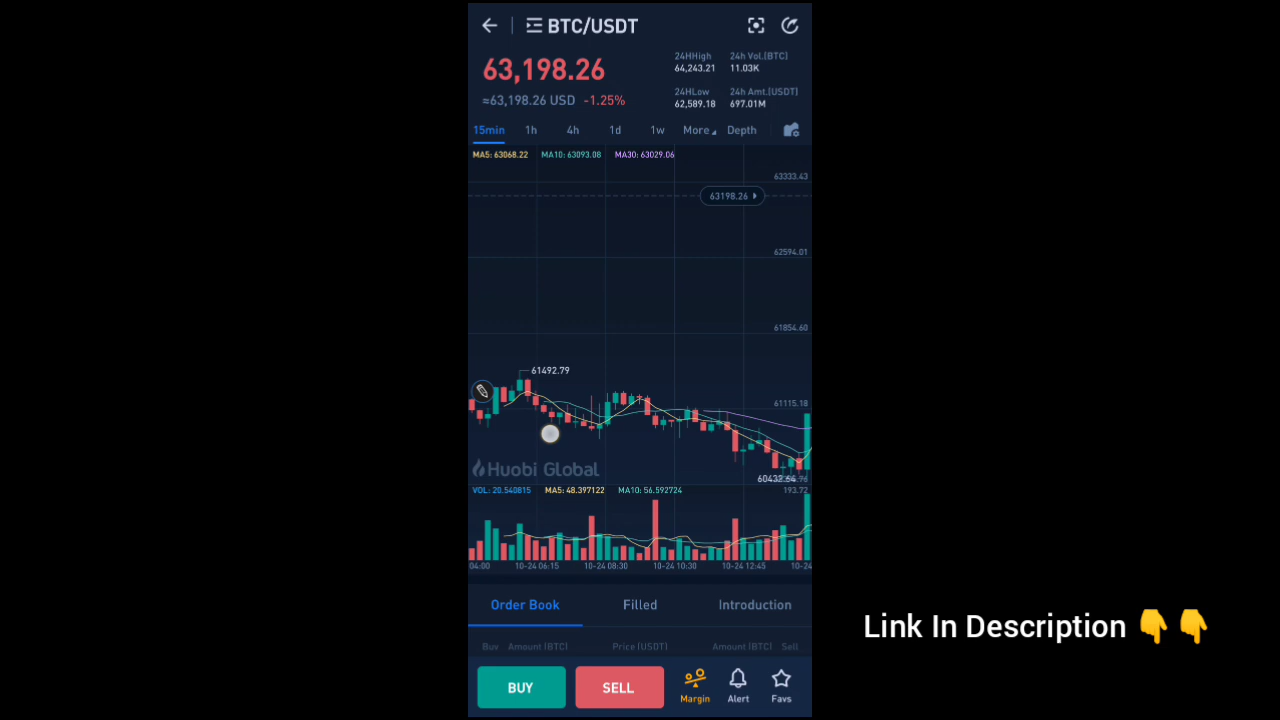 BTC/USDT
63,198.26
≈63,198.26 USD -1.25%
24HHigh
64,243.21
24h Vol.(BTC)
11.03K
24HLow
62,589.18
24h Amt.(USDT)
697.01M
15min 1h 4h 1d 1w More Depth
MA5: 63068.22 MA10: 63093.08 MA30: 63029.06
63333.43
63198.26
62594.01
61854.60
61492.79
61115.18
Huobi Global
60432.64
VOL: 20.540815 MA5: 48.397122 MA10: 56.592724 193.72
04:00 10-24 06:15 10-24 08:30 10-24 10:30 10-24 12:45 10-24
Order Book Filled Introduction
Link In Description 👇👇
Buy Amount (BTC) Price (USDT) Amount (BTC) Sell
BUY SELL Margin Alert Favs